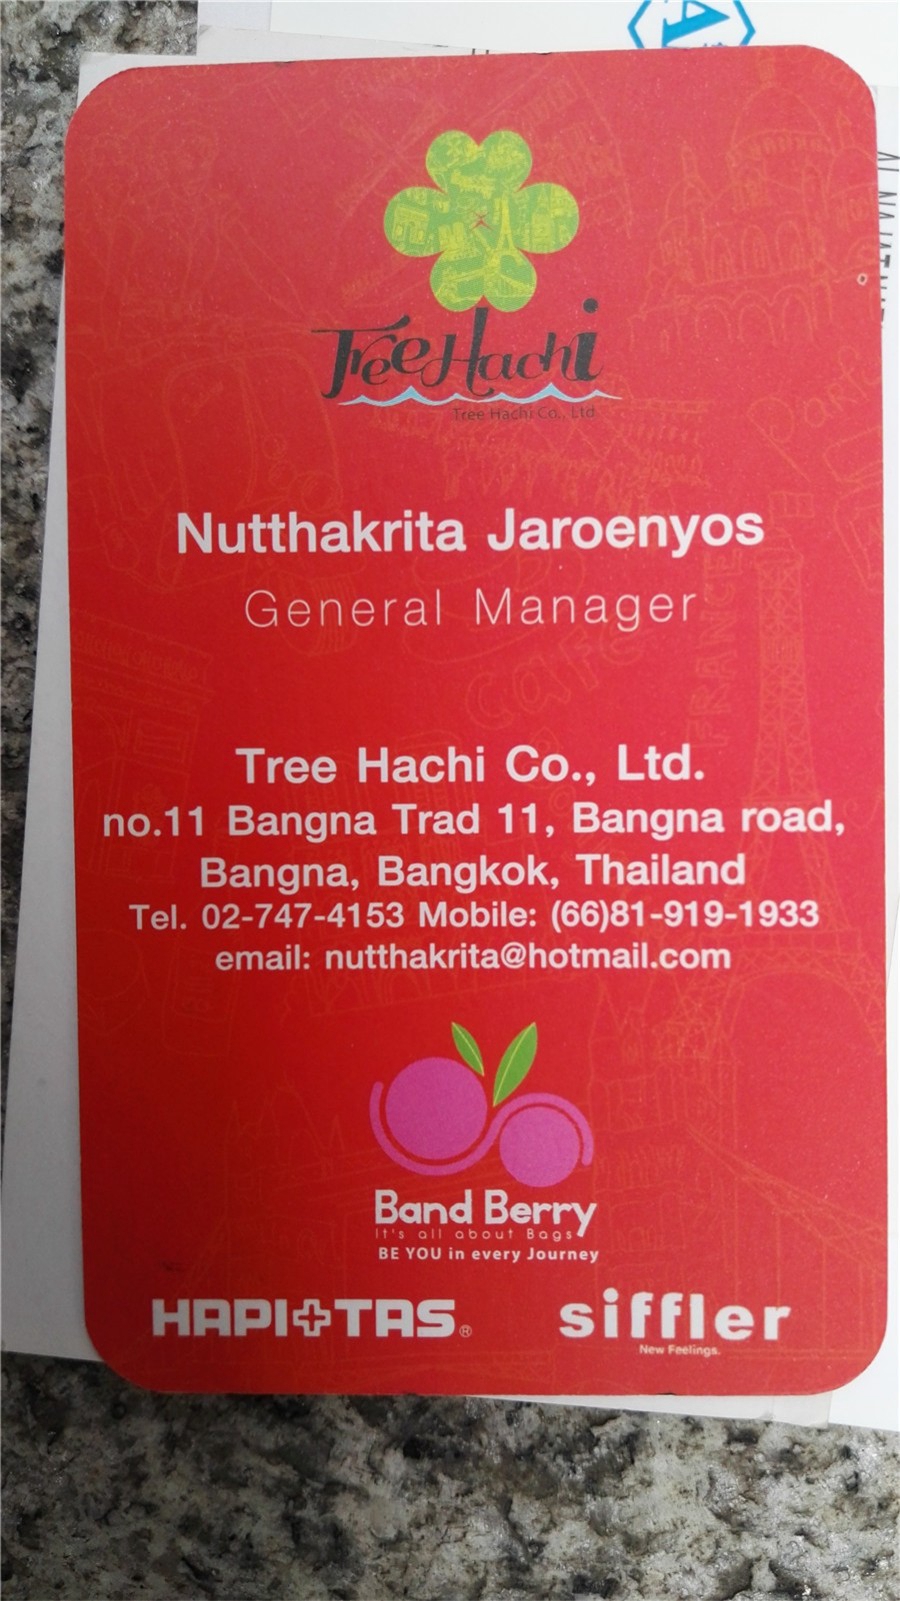 TreeHachi
Tree Hachi Co., Ltd.
Nutthakrita Jaroenyos
General Manager
Tree Hachi Co., Ltd.
no.11 Bangna Trad 11, Bangna road,
Bangna, Bangkok, Thailand
Tel. 02-747-4153 Mobile: (66)81-919-1933
email: nutthakrita@hotmail.com
Band Berry
It's all about Bags
BE YOU in every Journey
HAPI+TAS®
siffler
New Feelings.
FRANCE
Cafe